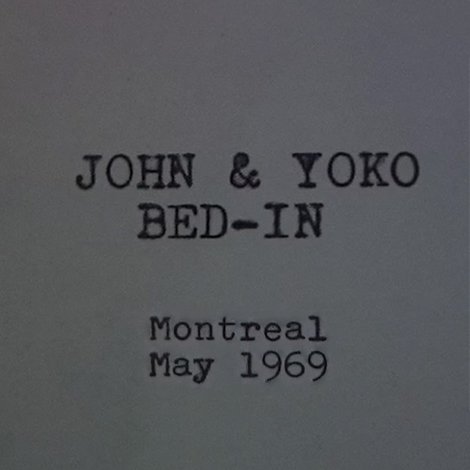 JOHN & YOKO
BED-IN
Montreal
May 1969